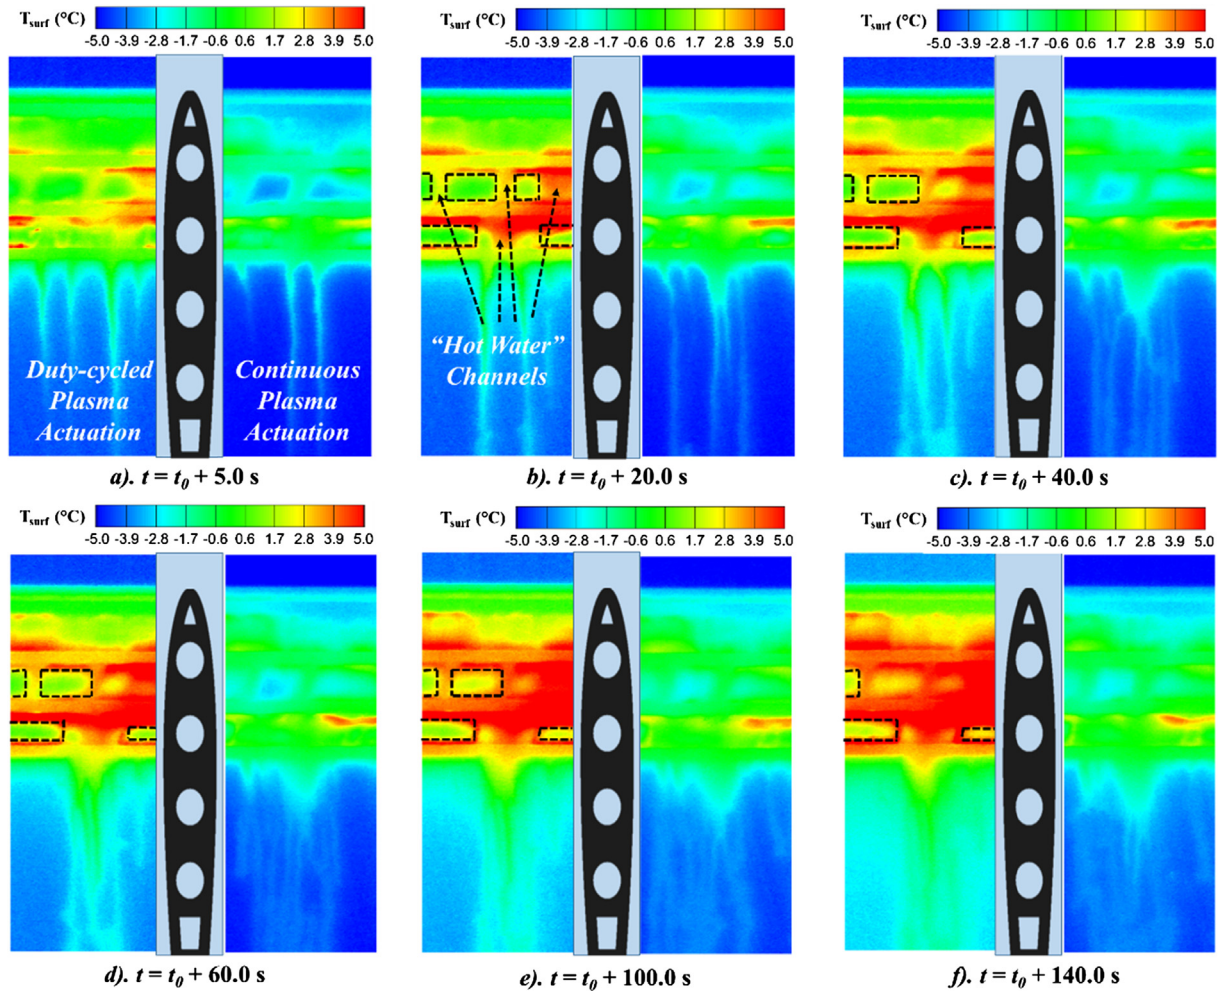 T_surf (°C)
-5.0 -3.9 -2.8 -1.7 -0.6 0.6 1.7 2.8 3.9 5.0
T_surf (°C)
-5.0 -3.9 -2.8 -1.7 -0.6 0.6 1.7 2.8 3.9 5.0
T_surf (°C)
-5.0 -3.9 -2.8 -1.7 -0.6 0.6 1.7 2.8 3.9 5.0
Duty-cycled
Plasma
Actuation
Continuous
Plasma
Actuation
"Hot Water"
Channels
a). t = t₀ + 5.0 s
b). t = t₀ + 20.0 s
c). t = t₀ + 40.0 s
T_surf (°C)
-5.0 -3.9 -2.8 -1.7 -0.6 0.6 1.7 2.8 3.9 5.0
T_surf (°C)
-5.0 -3.9 -2.8 -1.7 -0.6 0.6 1.7 2.8 3.9 5.0
T_surf (°C)
-5.0 -3.9 -2.8 -1.7 -0.6 0.6 1.7 2.8 3.9 5.0
d). t = t₀ + 60.0 s
e). t = t₀ + 100.0 s
f). t = t₀ + 140.0 s